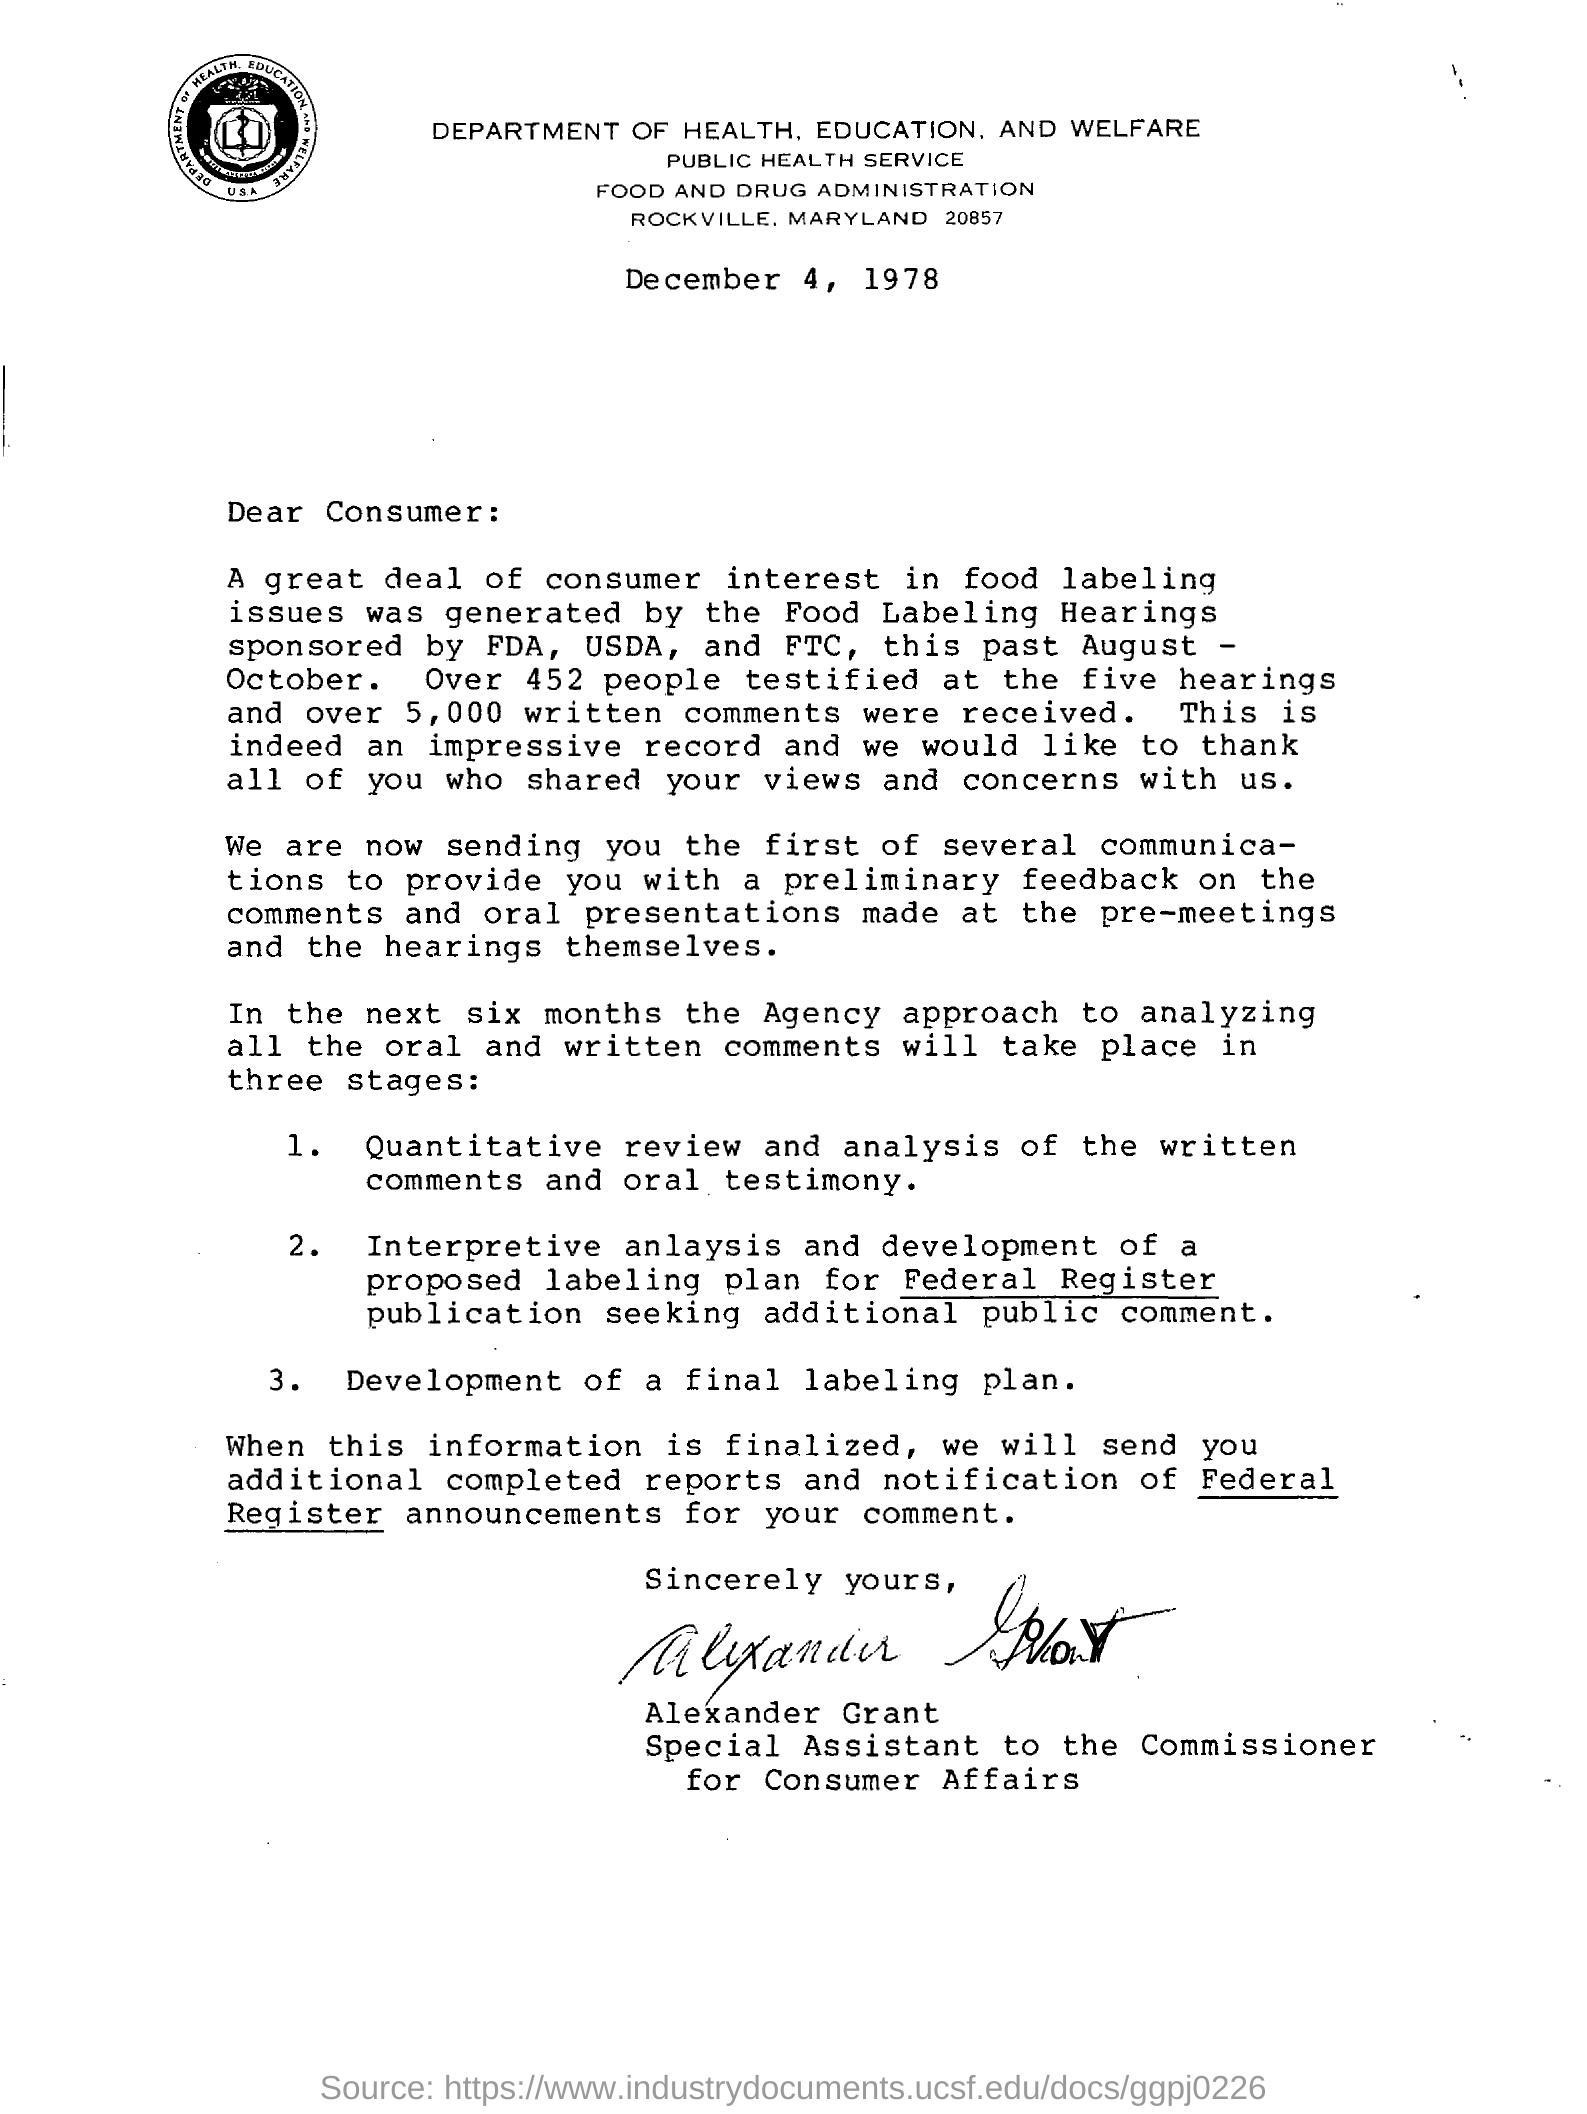 DEPARTMENT OF HEALTH, EDUCATION, AND WELFARE
U.S.A
DEPARTMENT OF HEALTH, EDUCATION, AND WELFARE
PUBLIC HEALTH SERVICE
FOOD AND DRUG ADMINISTRATION
ROCKVILLE, MARYLAND 20857
December 4, 1978
Dear Consumer:
A great deal of consumer interest in food labeling
issues was generated by the Food Labeling Hearings
sponsored by FDA, USDA, and FTC, this past August -
October. Over 452 people testified at the five hearings
and over 5,000 written comments were received. This is
indeed an impressive record and we would like to thank
all of you who shared your views and concerns with us.
We are now sending you the first of several communica-
tions to provide you with a preliminary feedback on the
comments and oral presentations made at the pre-meetings
and the hearings themselves.
In the next six months the Agency approach to analyzing
all the oral and written comments will take place in
three stages:
1. Quantitative review and analysis of the written
comments and oral testimony.
2. Interpretive anlaysis and development of a
proposed labeling plan for Federal Register
publication seeking additional public comment.
3. Development of a final labeling plan.
When this information is finalized, we will send you
additional completed reports and notification of Federal
Register announcements for your comment.
Sincerely yours,
Alexander Grant
Alexander Grant
Special Assistant to the Commissioner
for Consumer Affairs
Source: https://www.industrydocuments.ucsf.edu/docs/ggpj0226